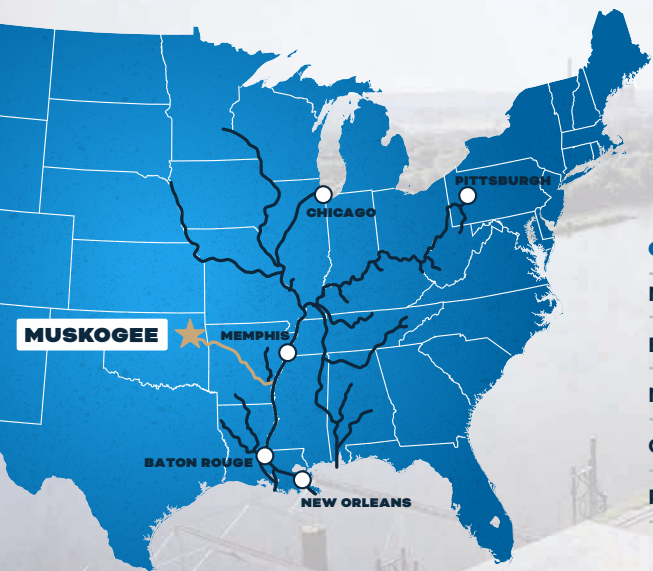 PITTSBURGH
CHICAGO
MUSKOGEE
MEMPHIS
BATON ROUGE
NEW ORLEANS